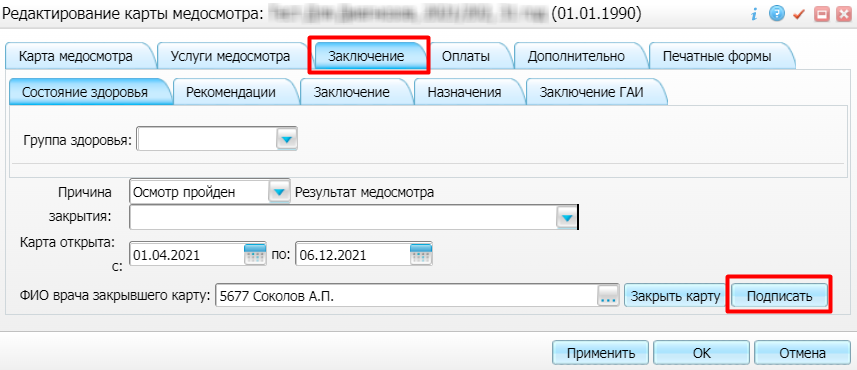 Редактирование карты медосмотра: (01.01.1990)
Карта медосмотра Услуги медосмотра Заключение Оплаты Дополнительно Печатные формы
Состояние здоровья Рекомендации Заключение Назначения Заключение ГАИ
Группа здоровья:
Причина Осмотр пройден Результат медосмотра
закрытия:
Карта открыта:
с: 01.04.2021 по: 06.12.2021
ФИО врача закрывшего карту: 5677 Соколов А.П. ... Закрыть карту Подписать
Применить OK Отмена